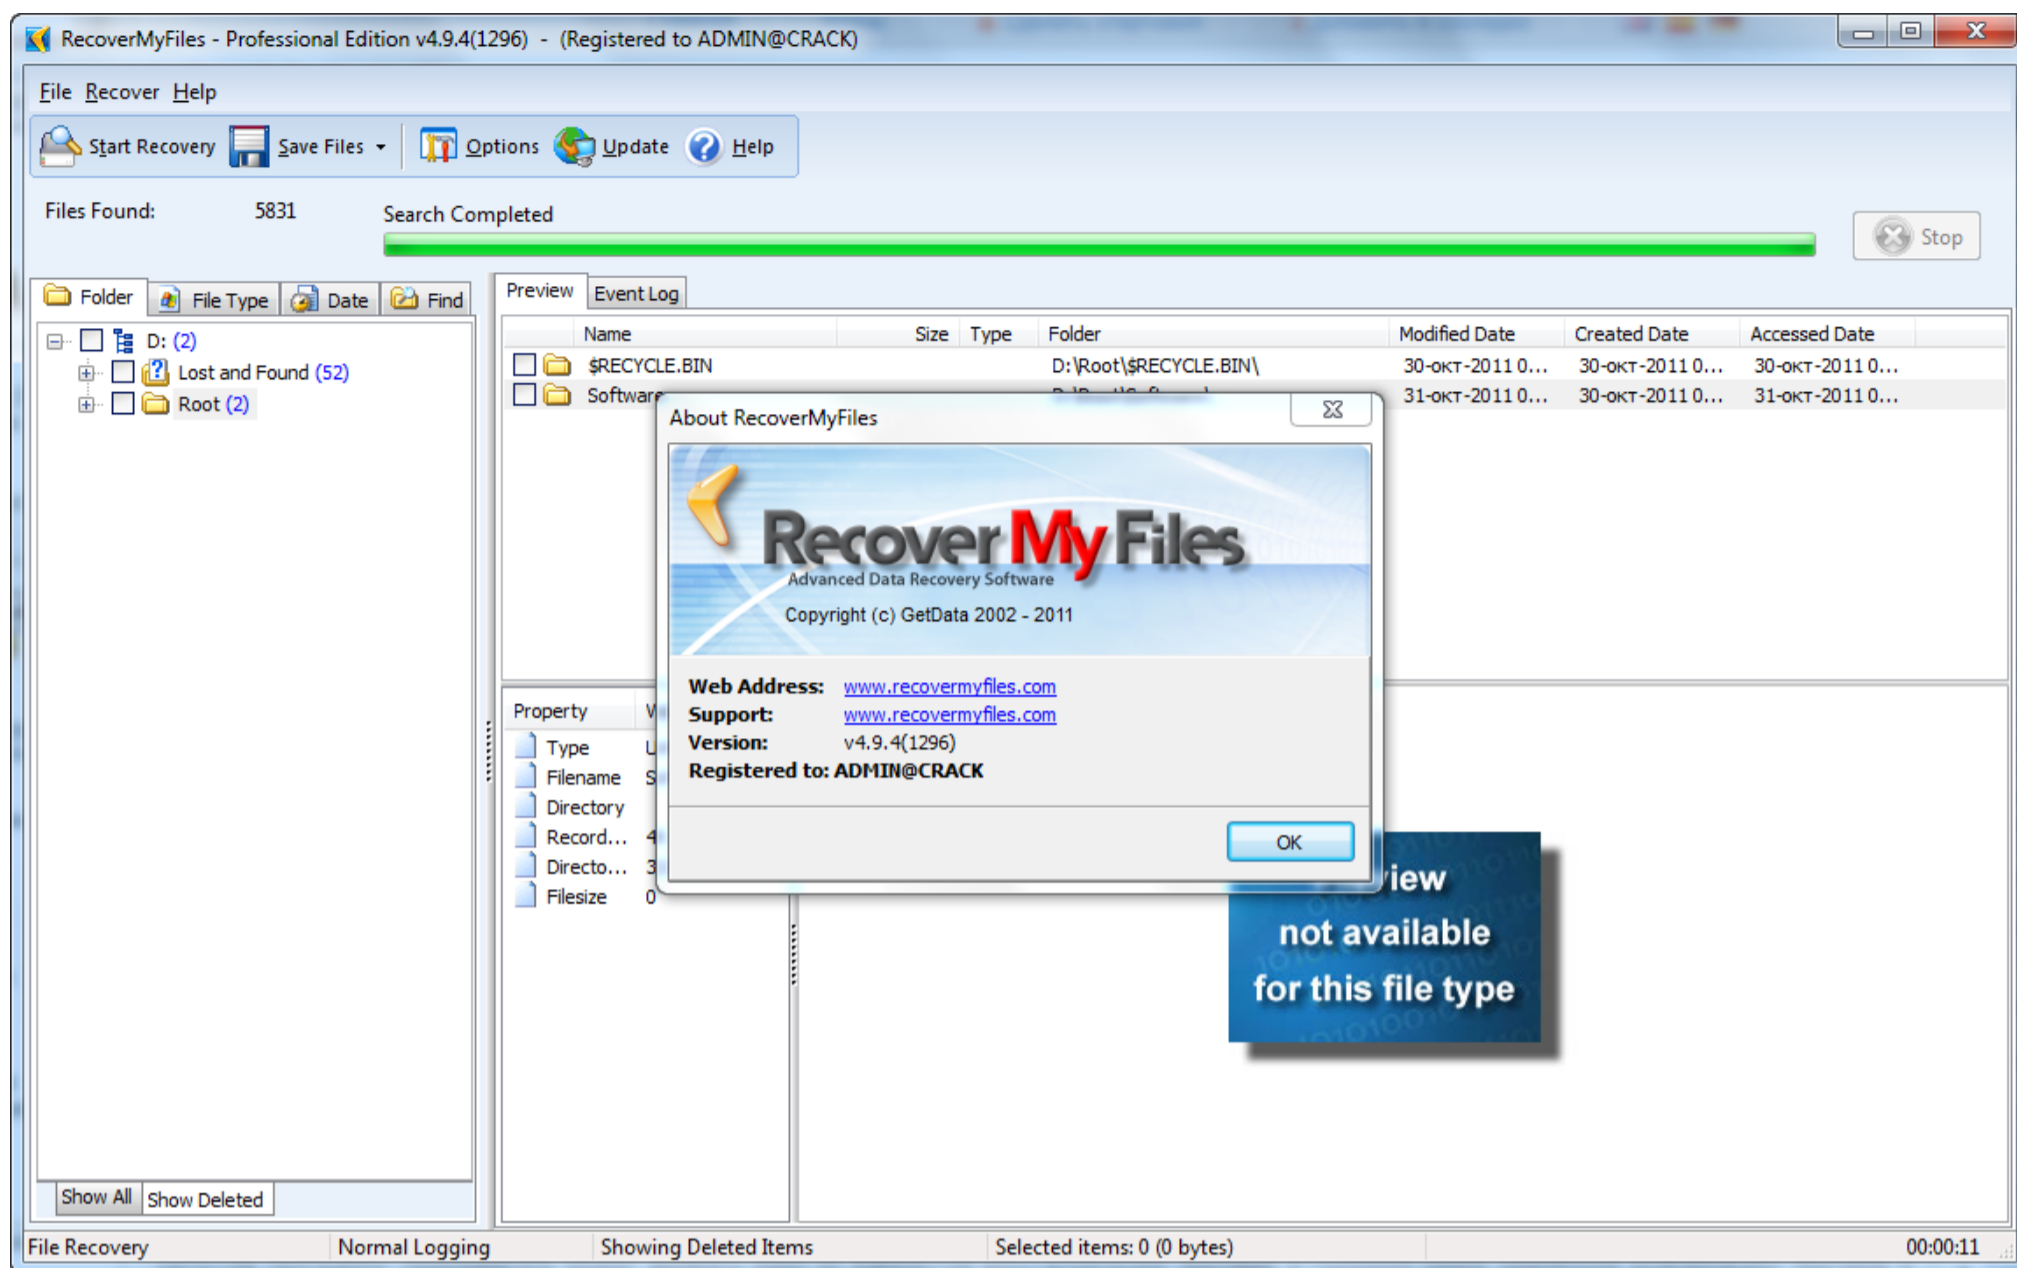 RecoverMyFiles - Professional Edition v4.9.4(1296)  -  (Registered to ADMIN@CRACK)
File Recover Help
Start Recovery Save Files Options Update Help
Files Found: 5831 Search Completed
Stop
Folder File Type Date Find
D: (2)
Lost and Found (52)
Root (2)
Show All Show Deleted
Preview Event Log
Name Size Type Folder Modified Date Created Date Accessed Date
$RECYCLE.BIN D:\Root\$RECYCLE.BIN\ 30-окт-2011 0... 30-окт-2011 0... 30-окт-2011 0...
Software 31-окт-2011 0... 30-окт-2011 0... 31-окт-2011 0...
About RecoverMyFiles
Recover My Files
Advanced Data Recovery Software
Copyright (c) GetData 2002 - 2011
Web Address: www.recovermyfiles.com
Support: www.recovermyfiles.com
Version: v4.9.4(1296)
Registered to: ADMIN@CRACK
OK
Property
Type
Filename
Directory
Record... 4
Directo... 3
Filesize 0
not available
for this file type
File Recovery Normal Logging Showing Deleted Items Selected items: 0 (0 bytes) 00:00:11